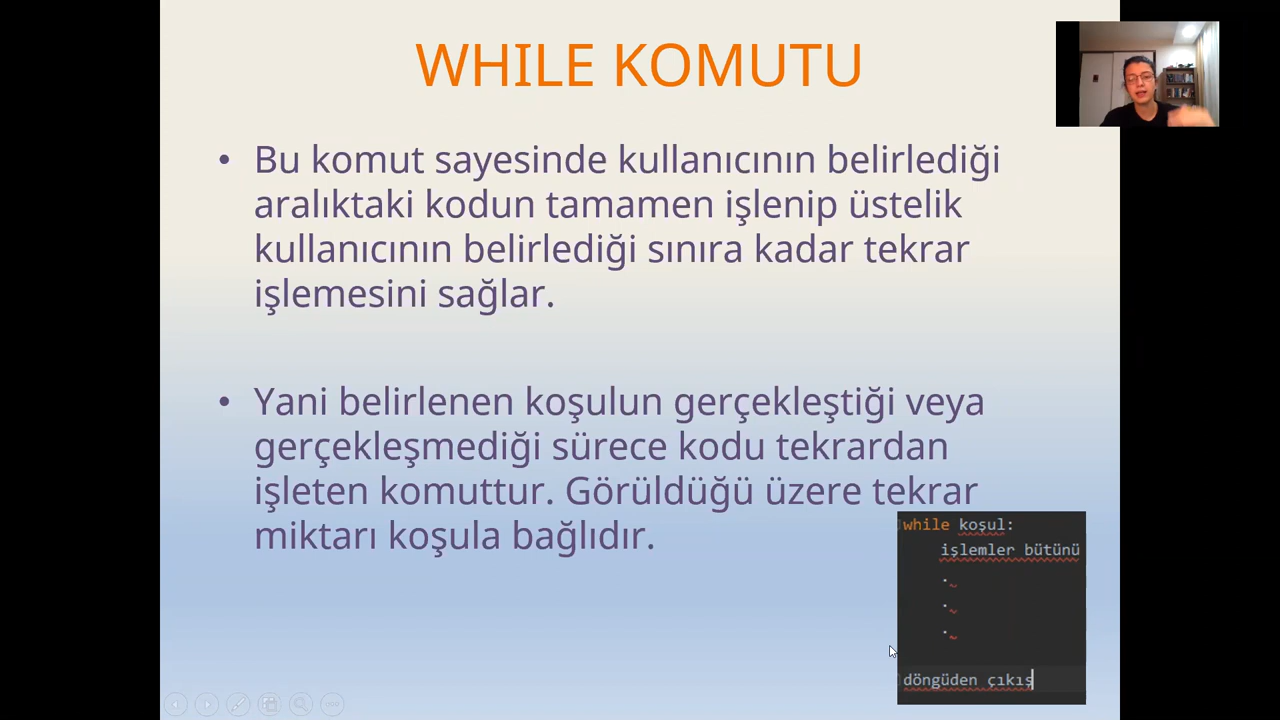 WHILE KOMUTU
• Bu komut sayesinde kullanıcının belirlediği
aralıktaki kodun tamamen işlenip üstelik
kullanıcının belirlediği sınıra kadar tekrar
işlemesini sağlar.
• Yani belirlenen koşulun gerçekleştiği veya
gerçekleşmediği sürece kodu tekrardan
işleten komuttur. Görüldüğü üzere tekrar
miktarı koşula bağlıdır.
while koşul:
işlemler bütünü
.
.
.
döngüden çıkış